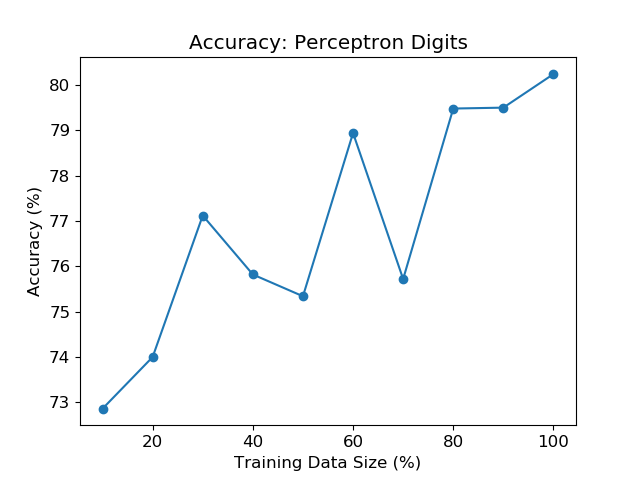 Accuracy: Perceptron Digits
80
79
78
77
76
75
74
73
Accuracy (%)
20 40 60 80 100
Training Data Size (%)